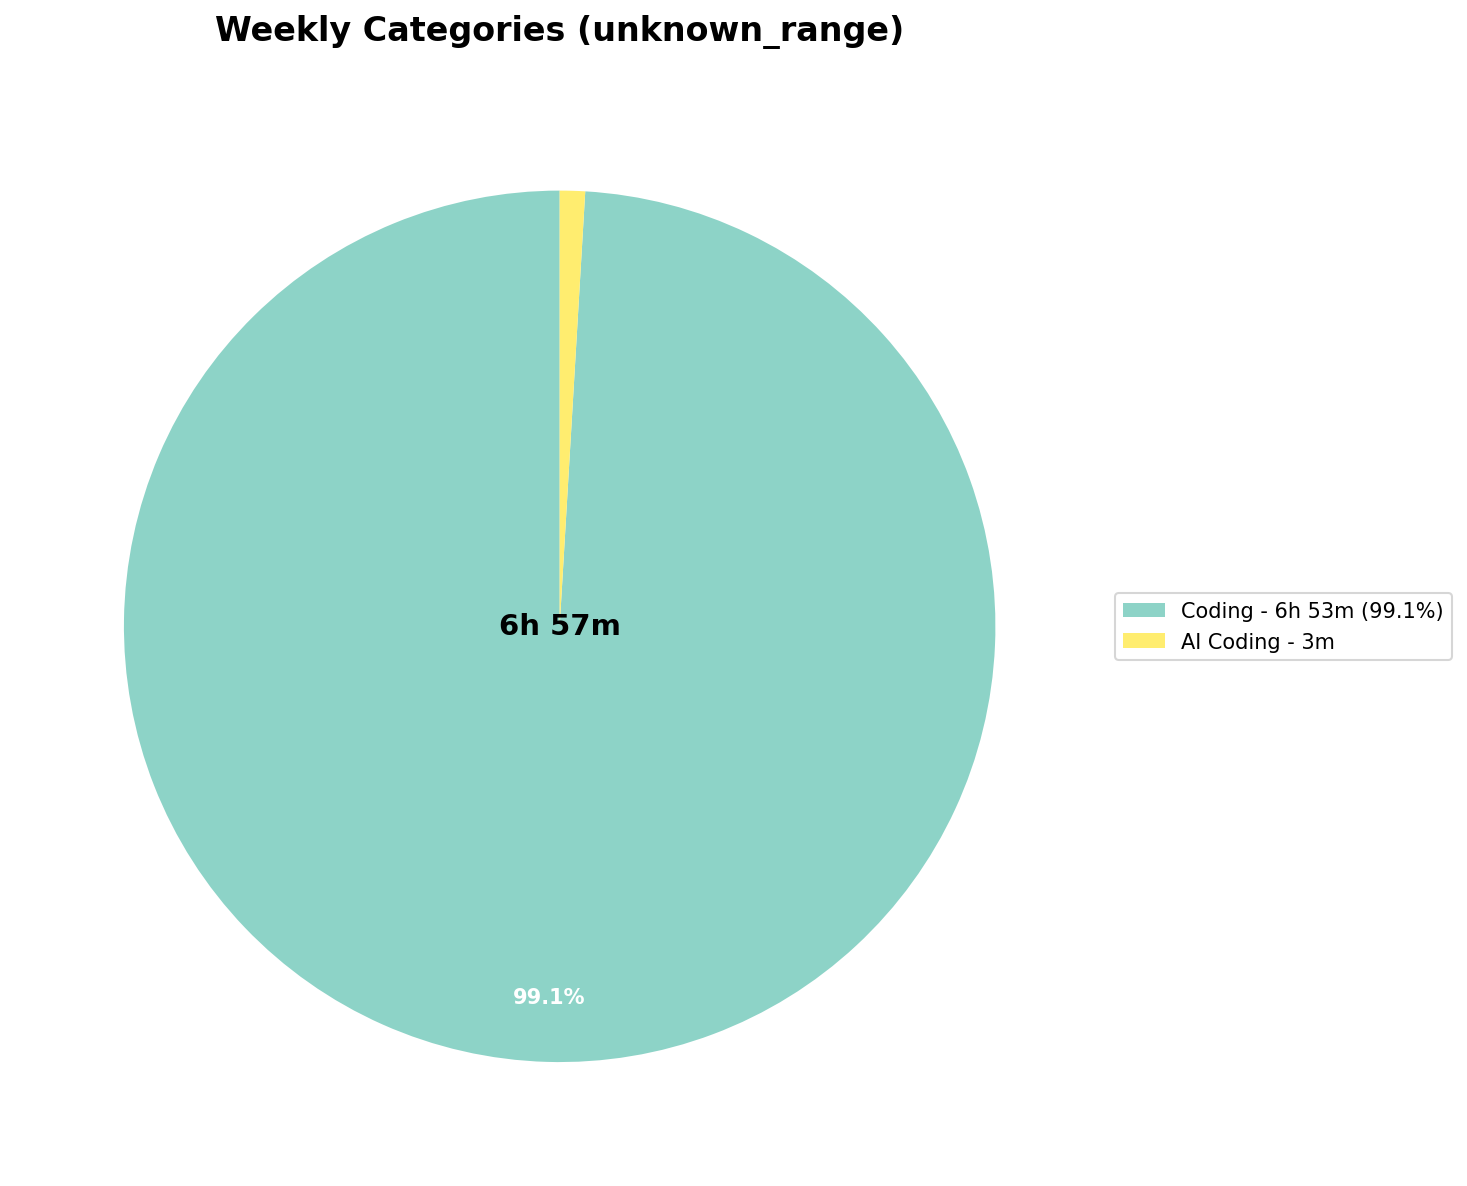 Weekly Categories (unknown_range)
6h 57m
99.1%
Coding - 6h 53m (99.1%)
AI Coding - 3m